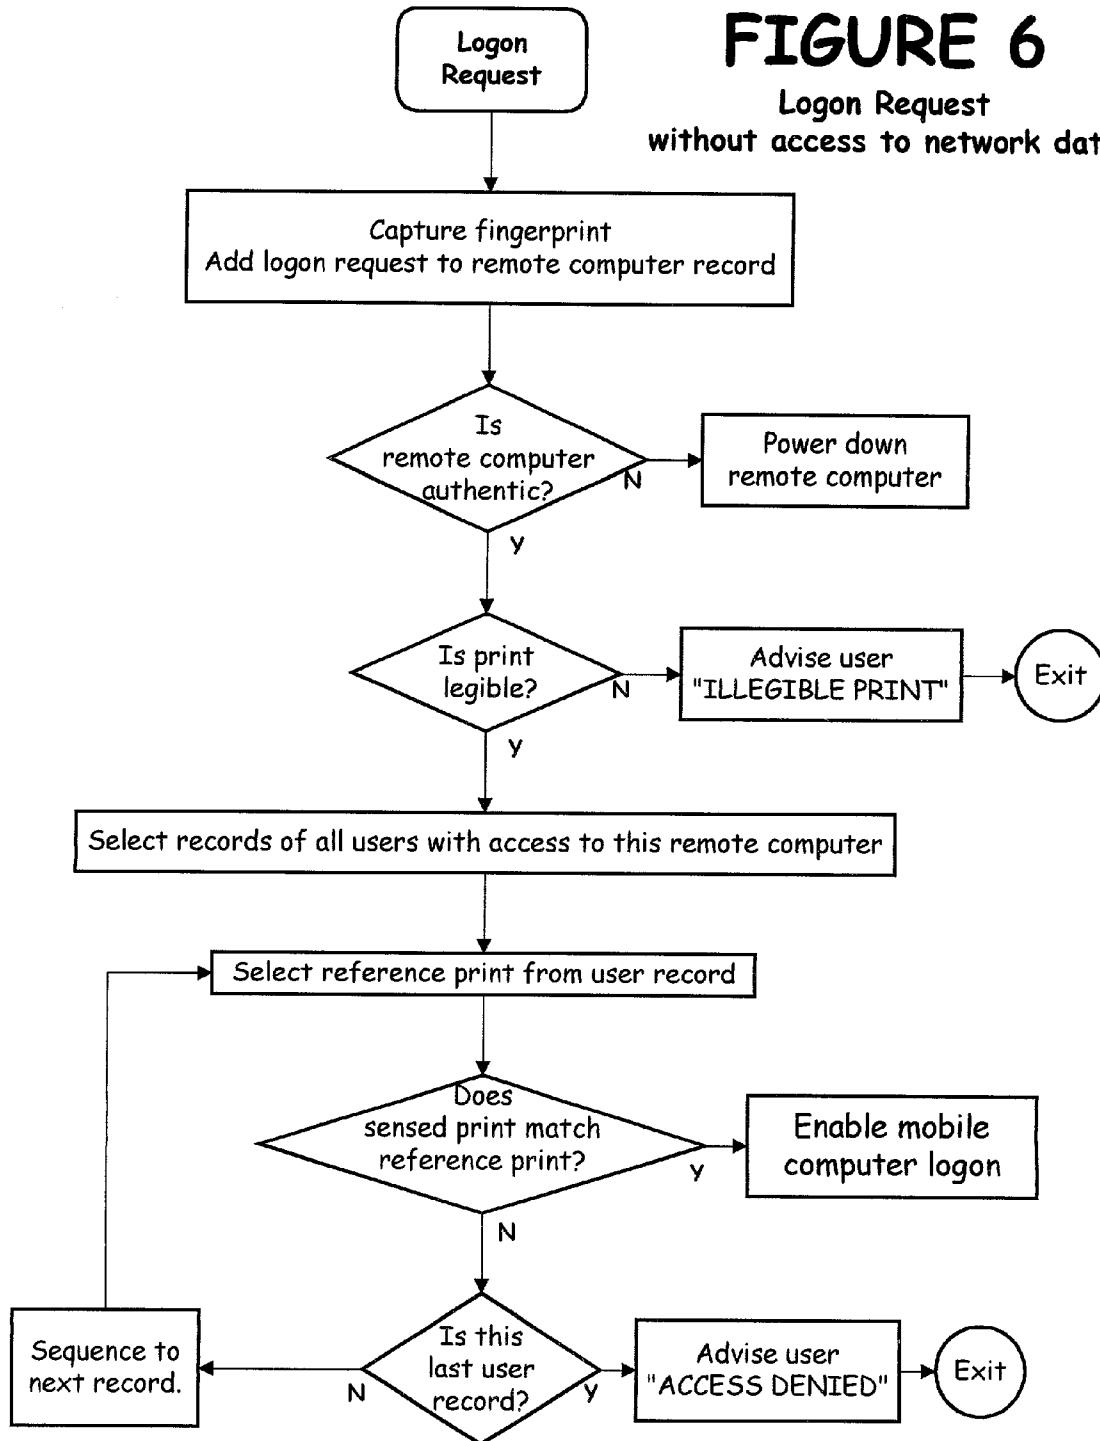 Logon
Request
FIGURE 6
Logon Request
without access to network dat
Capture fingerprint
Add logon request to remote computer record
Is
remote computer
authentic?
N
Power down
remote computer
y
Is print
legible?
N
Advise user
"ILLEGIBLE PRINT"
Exit
y
Select records of all users with access to this remote computer
Select reference print from user record
Does
sensed print match
reference print?
y
Enable mobile
computer logon
N
Sequence to
next record.
N
Is this
last user
record?
y
Advise user
"ACCESS DENIED"
Exit